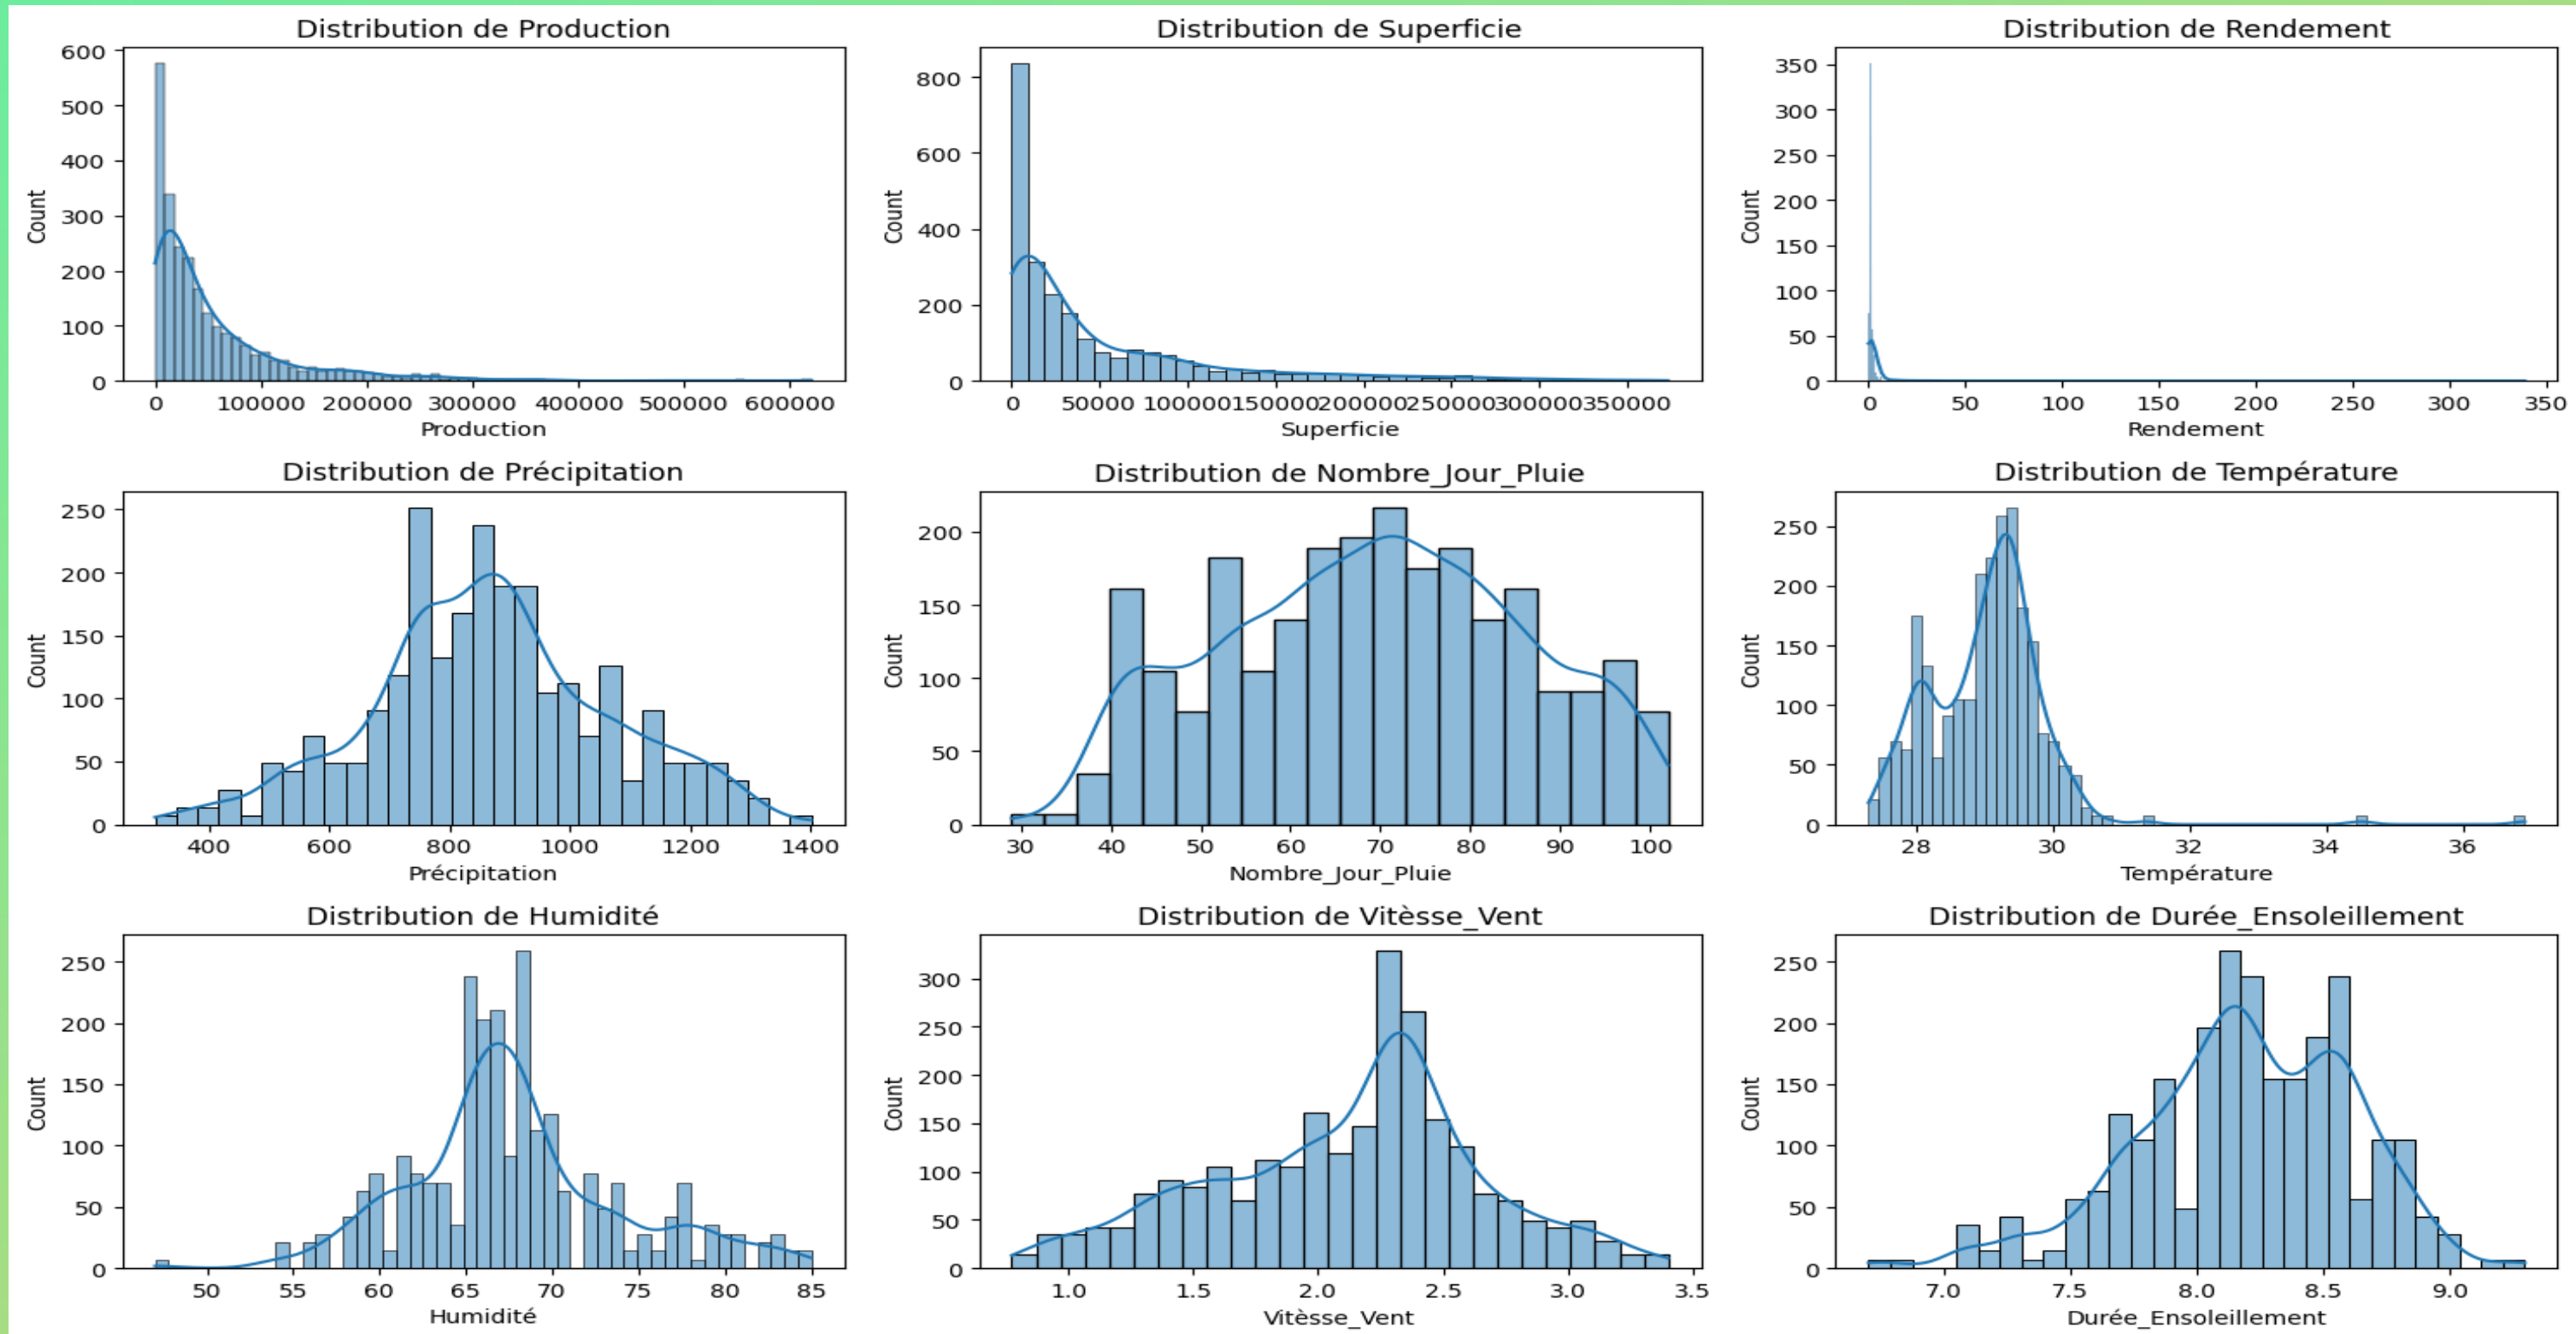 Distribution de Production
600
500
400
300
200
100
0
Count
0 100000 200000 300000 400000 500000 600000
Production
Distribution de Superficie
800
600
400
200
0
Count
0 50000 100000150000200000250000300000350000
Superficie
Distribution de Rendement
350
300
250
200
150
100
50
0
Count
0 50 100 150 200 250 300 350
Rendement
Distribution de Précipitation
250
200
150
100
50
0
Count
400 600 800 1000 1200 1400
Précipitation
Distribution de Nombre_Jour_Pluie
200
150
100
50
0
Count
30 40 50 60 70 80 90 100
Nombre_Jour_Pluie
Distribution de Température
250
200
150
100
50
0
Count
28 30 32 34 36
Température
Distribution de Humidité
250
200
150
100
50
0
Count
50 55 60 65 70 75 80 85
Humidité
Distribution de Vitèsse_Vent
300
250
200
150
100
50
0
Count
1.0 1.5 2.0 2.5 3.0 3.5
Vitèsse_Vent
Distribution de Durée_Ensoleillement
250
200
150
100
50
0
Count
7.0 7.5 8.0 8.5 9.0
Durée_Ensoleillement